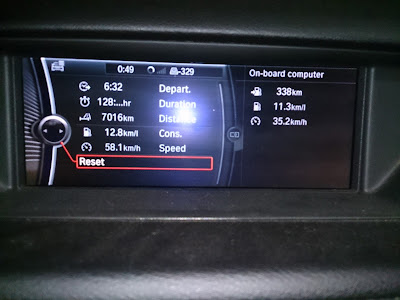 0:49 -329 On-board computer
6:32 Depart. 338km
128:...hr Duration 11.3km/l
7016km Distance 35.2km/h
12.8km/l Cons.
58.1km/h Speed
Reset